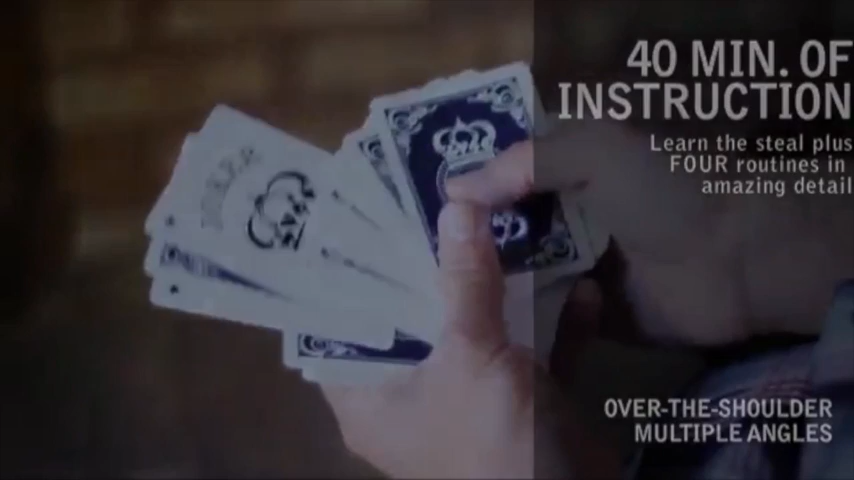 40 MIN. OF
INSTRUCTION
Learn the steal plus
FOUR routines in
amazing detail
OVER-THE-SHOULDER
MULTIPLE ANGLES